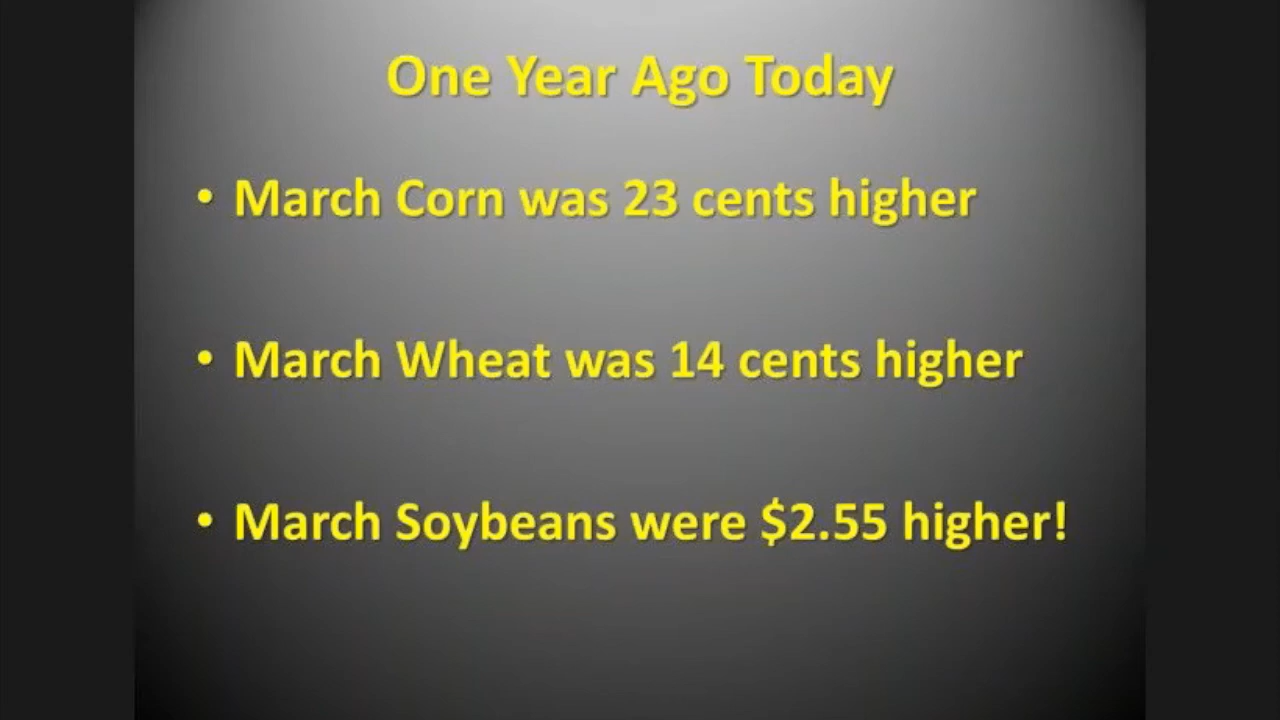 One Year Ago Today
• March Corn was 23 cents higher
• March Wheat was 14 cents higher
• March Soybeans were $2.55 higher!